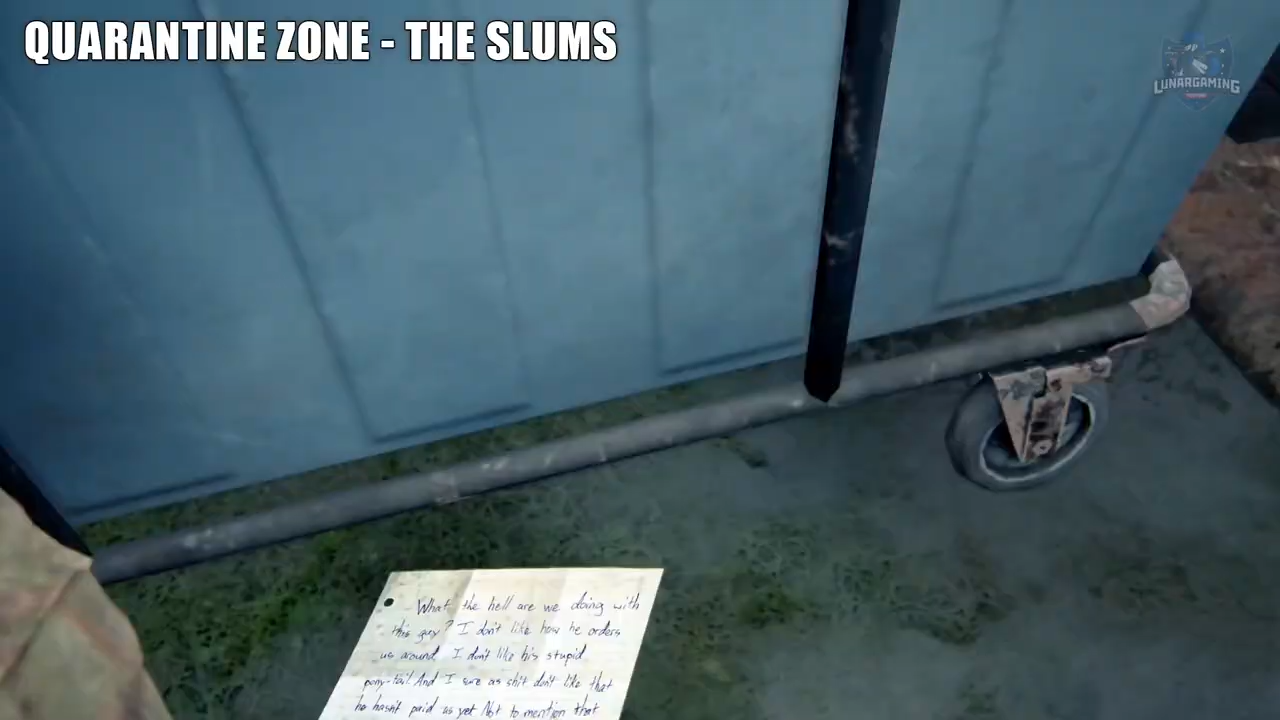 QUARANTINE ZONE - THE SLUMS
LUNARGAMING
What the hell are we doing with
this guy? I don't like how he orders
us around. I don't like his stupid
pony-tail. And I sure as shit don't like that
he hasn't paid us yet. Not to mention that